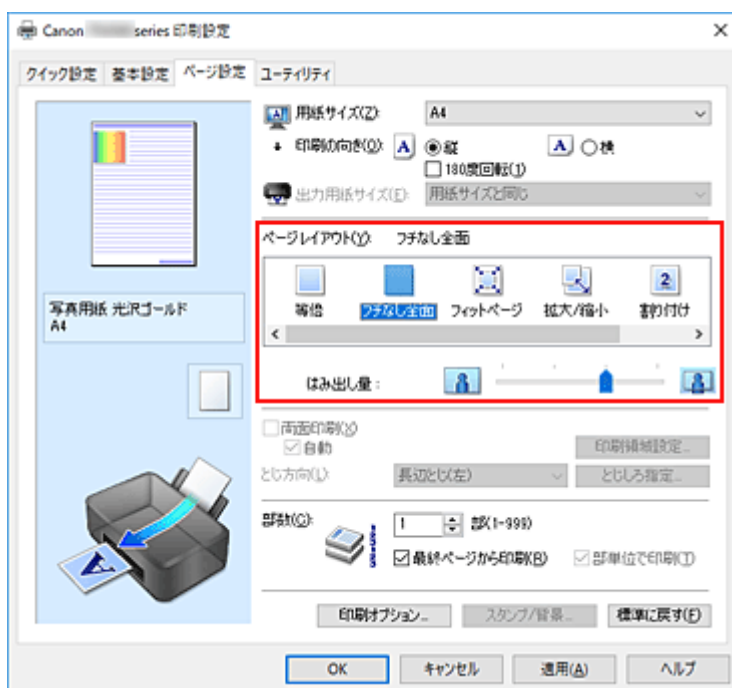 Canon series 印刷設定
クイック設定 基本設定 ページ設定 ユーティリティ
用紙サイズ(Z): A4
印刷の向き(O): A 縦 A 横
180度回転(1)
出力用紙サイズ(E): 用紙サイズと同じ
ページレイアウト(Y): フチなし全面
等倍 フチなし全面 フィットページ 拡大/縮小 2 割り付け
はみ出し量:
写真用紙 光沢ゴールド
A4
両面印刷(X)
自動
印刷領域設定...
とじ方向(L): 長辺とじ(左) とじしろ指定...
部数(C): 1 部(1-999)
最終ページから印刷(R) 部単位で印刷(T)
印刷オプション... スタンプ/背景... 標準に戻す(F)
OK キャンセル 適用(A) ヘルプ